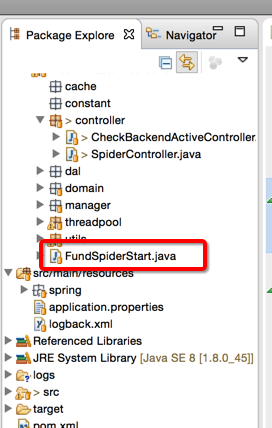 Package Explore
Navigator
cache
constant
> controller
> CheckBackendActiveController.
> SpiderController.java
dal
domain
manager
threadpool
utils
FundSpiderStart.java
src/main/resources
spring
application.properties
logback.xml
Referenced Libraries
JRE System Library [Java SE 8 [1.8.0_45]]
logs
> src
target
pom.xml